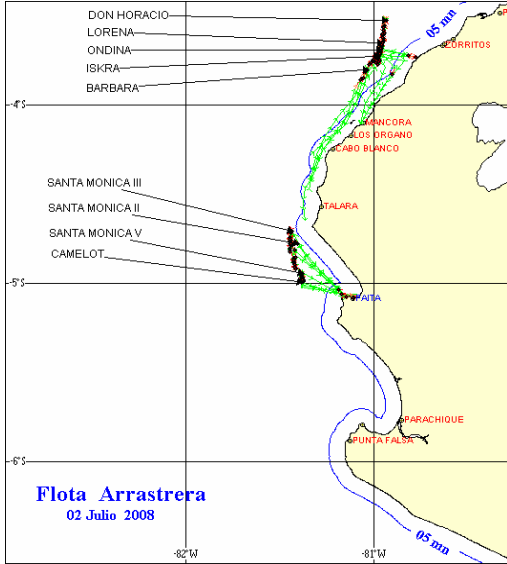 DON HORACIO
LORENA
ONDINA
ISKRA
BARBARA
05 mn
ZORRITOS
-4°S
MANCORA
LOS ORGANO
CABO BLANCO
SANTA MONICA III
SANTA MONICA II
SANTA MONICA V
CAMELOT
TALARA
-5°S
PAITA
PARACHIQUE
PUNTA FALSA
-6°S
Flota Arrastrera
02 Julio 2008
05 mn
-82°W
-81°W